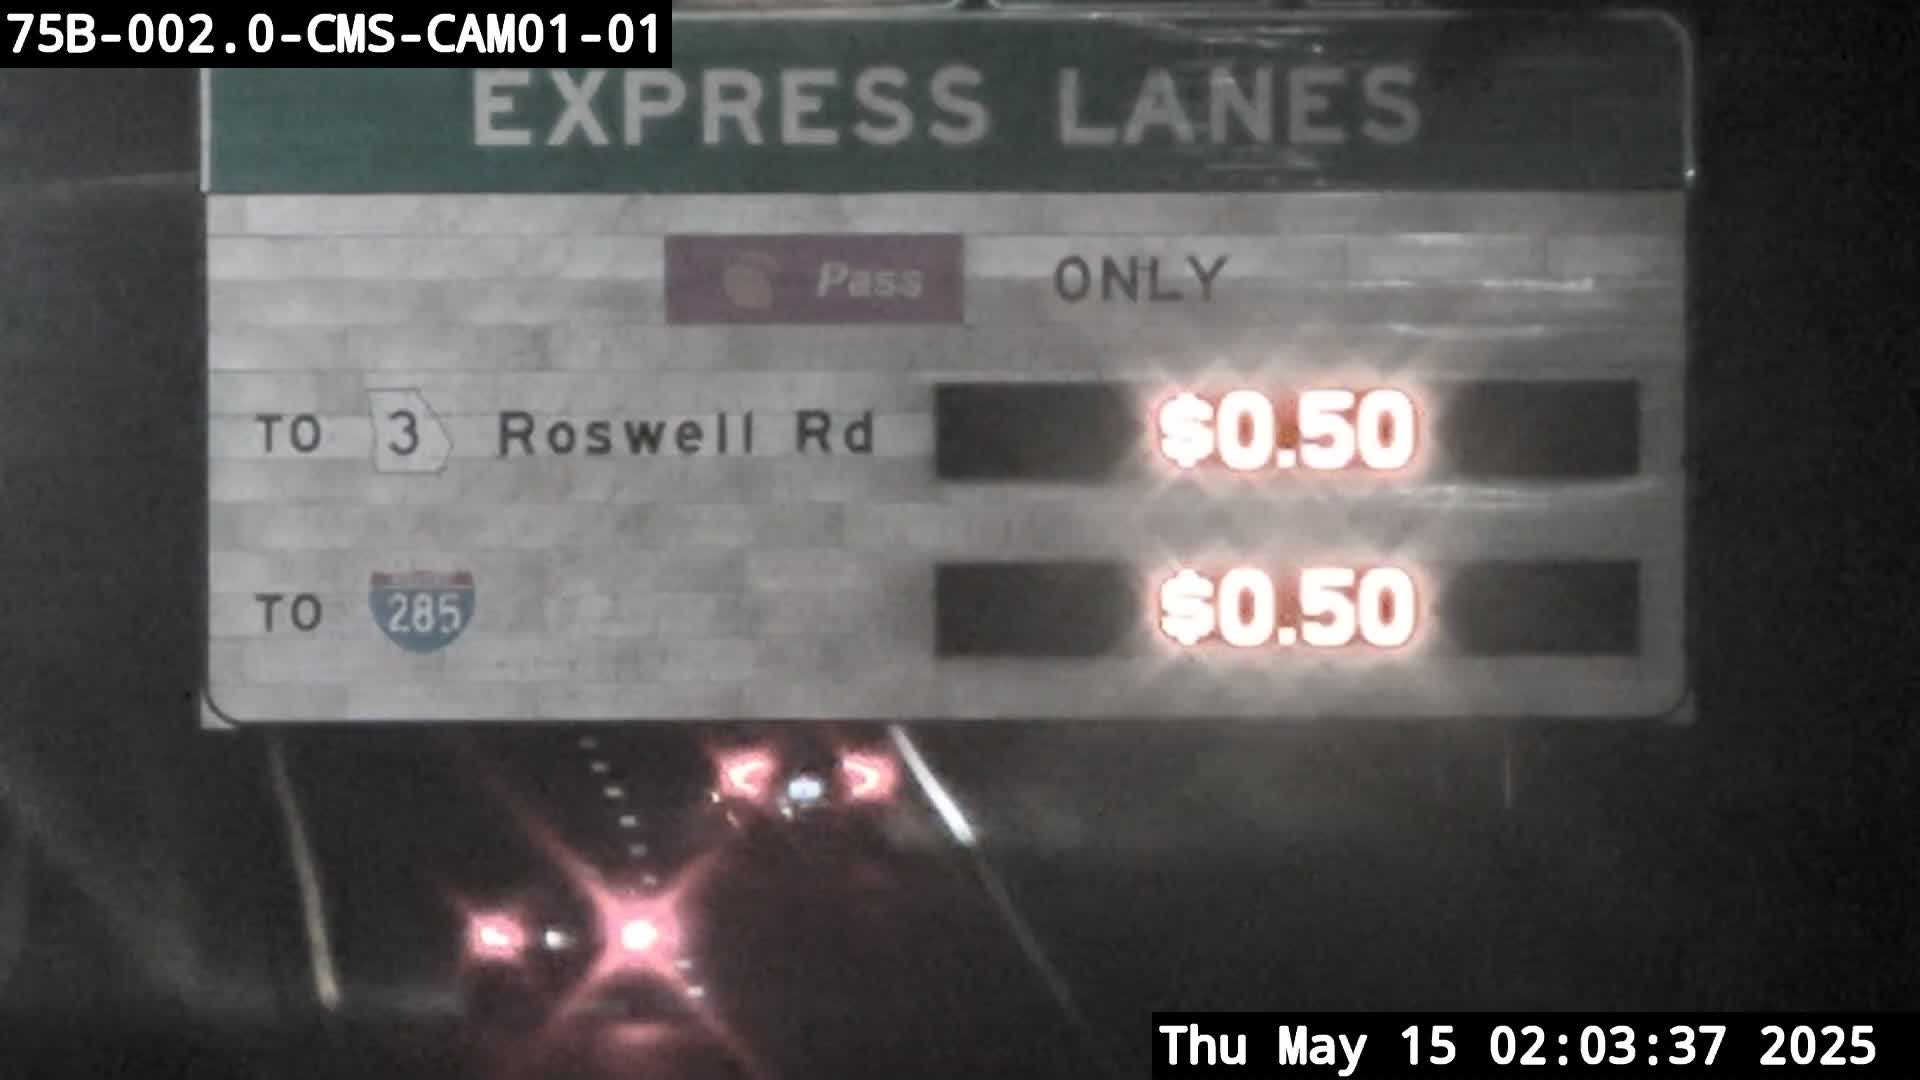 75B-002.0-CMS-CAM01-01
EXPRESS LANES
Pass ONLY
TO 3 Roswell Rd $0.50
TO 285 $0.50
Thu May 15 02:03:37 2025